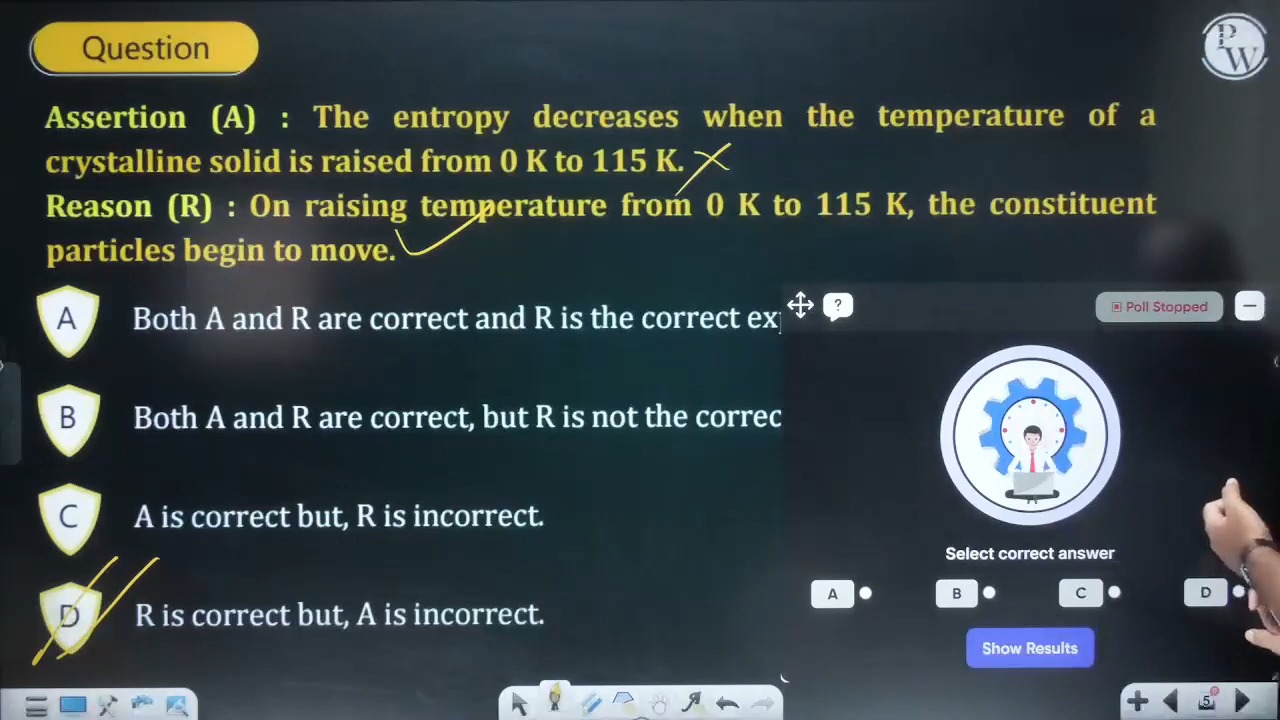 Question
PW
Assertion (A) : The entropy decreases when the temperature of a
crystalline solid is raised from 0 K to 115 K.
Reason (R) : On raising temperature from 0 K to 115 K, the constituent
particles begin to move.
A Both A and R are correct and R is the correct
?
Poll Stopped
B Both A and R are correct, but R is not the
C A is correct but, R is incorrect.
Select correct answer
A B C D
D R is correct but, A is incorrect.
Show Results
5